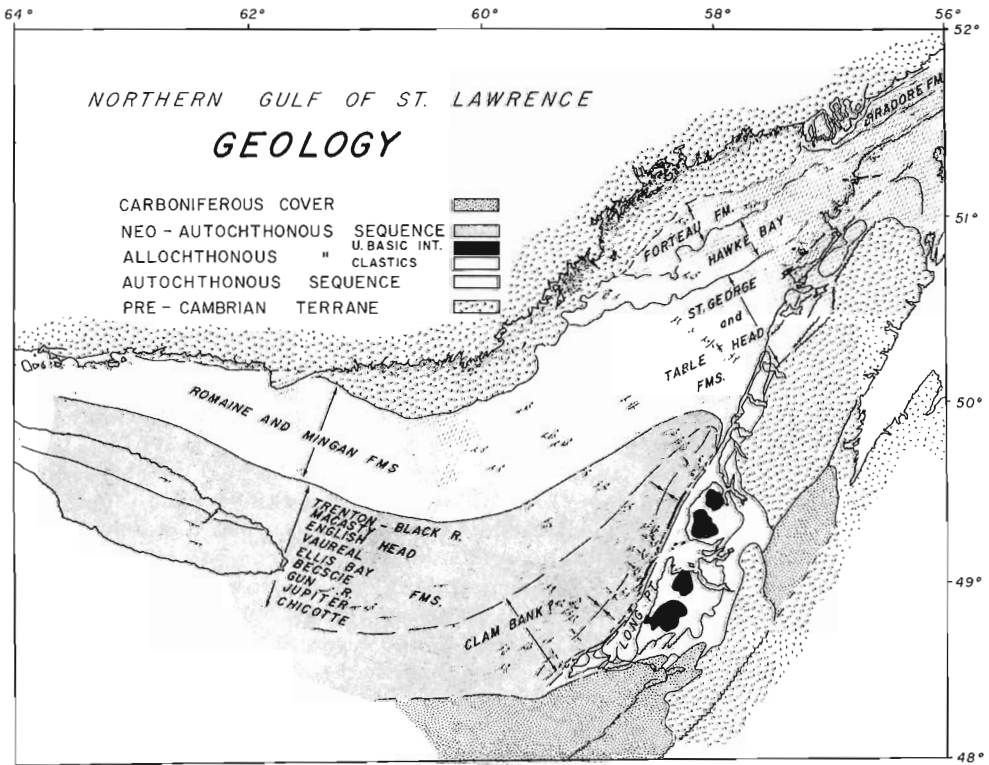 64° 62° 60° 58° 56°
52°
NORTHERN GULF OF ST. LAWRENCE
GEOLOGY
CARBONIFEROUS COVER
NEO-AUTOCHTHONOUS SEQUENCE
ALLOCHTHONOUS " U. BASIC INT.
CLASTICS
AUTOCHTHONOUS SEQUENCE
PRE-CAMBRIAN TERRANE
BRADORE FM.
51°
FORTEAU FM.
HAWKE BAY
ST. GEORGE
and
TABLE HEAD
FMS.
50°
ROMAINE AND MINGAN FMS
TRENTON - BLACK R.
MACASTY
ENGLISH HEAD
VAUREAL
ELLIS BAY
BECSCIE
GUN R. FMS.
JUPITER
CHICOTTE
49°
CLAM BANK?
LONG PT.
48°